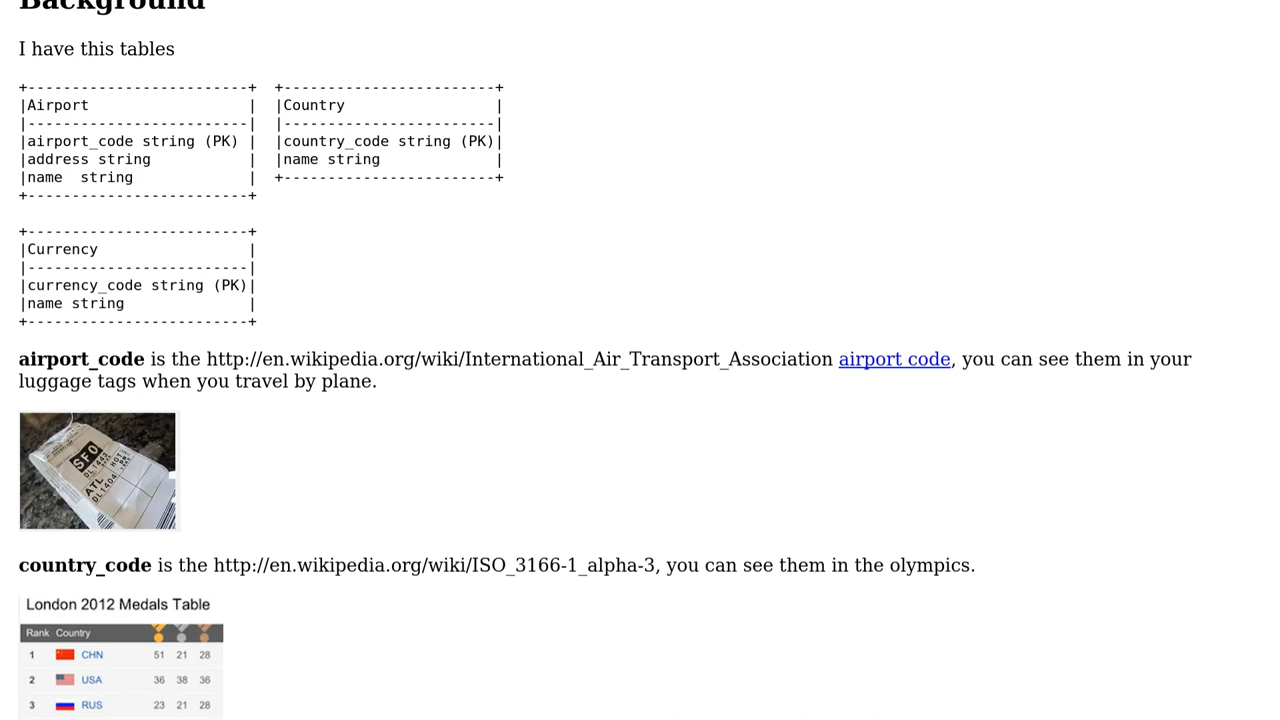 Background
I have this tables
+-------------------------+  +------------------------+
|Airport                  |  |Country                 |
|-------------------------|  |------------------------|
|airport_code string (PK) |  |country_code string (PK)|
|address string           |  |name string             |
|name  string             |  +------------------------+
+-------------------------+
+-------------------------+
|Currency                 |
|-------------------------|
|currency_code string (PK)|
|name string              |
+-------------------------+
airport_code is the http://en.wikipedia.org/wiki/International_Air_Transport_Association airport code, you can see them in your
luggage tags when you travel by plane.
SFO
DL1442
HOT
ATL
DL1404
country_code is the http://en.wikipedia.org/wiki/ISO_3166-1_alpha-3, you can see them in the olympics.
London 2012 Medals Table
Rank Country
1 CHN 51 21 28
2 USA 36 38 36
3 RUS 23 21 28